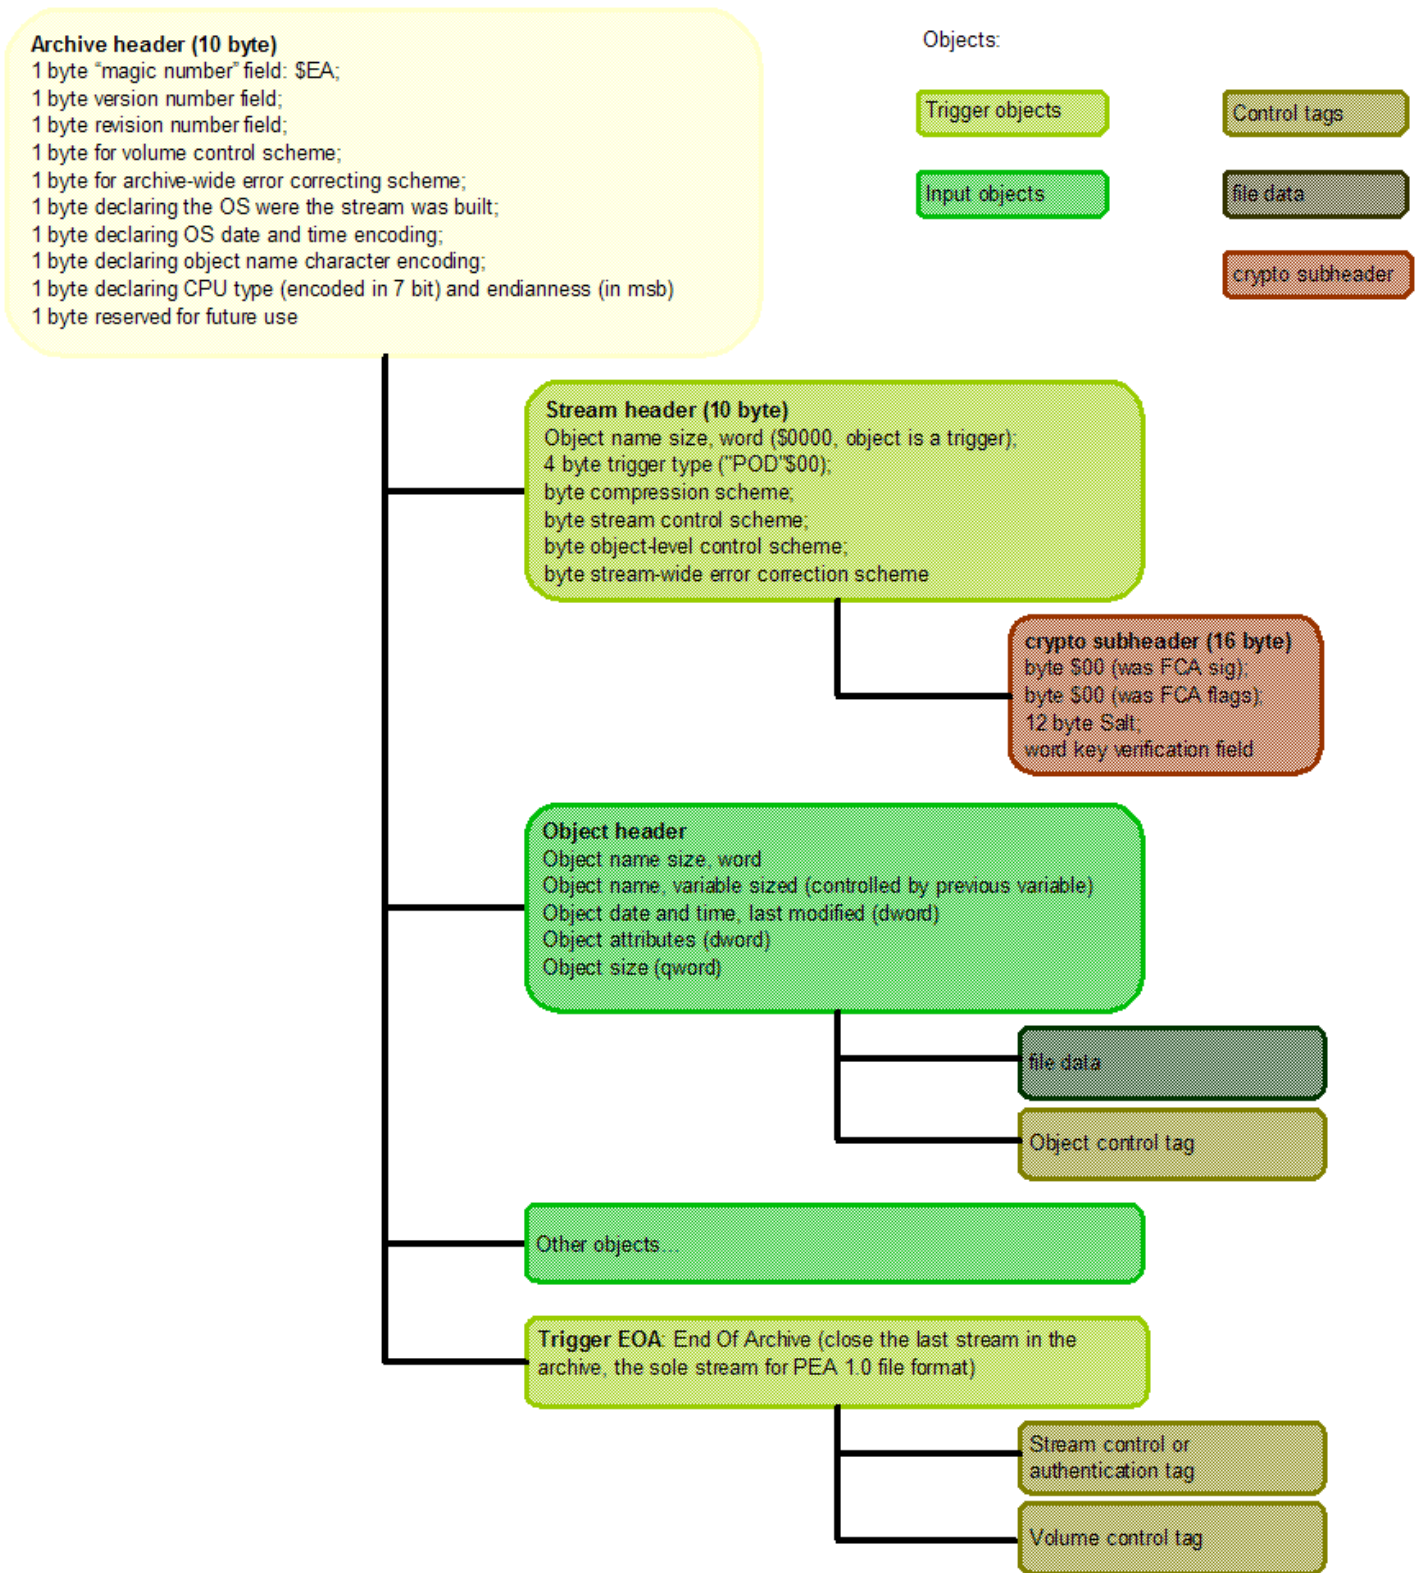 Archive header (10 byte)
1 byte “magic number” field: $EA;
1 byte version number field;
1 byte revision number field;
1 byte for volume control scheme;
1 byte for archive-wide error correcting scheme;
1 byte declaring the OS were the stream was built;
1 byte declaring OS date and time encoding;
1 byte declaring object name character encoding;
1 byte declaring CPU type (encoded in 7 bit) and endianness (in msb)
1 byte reserved for future use
Objects:
Trigger objects
Control tags
Input objects
file data
crypto subheader
Stream header (10 byte)
Object name size, word ($0000, object is a trigger);
4 byte trigger type ("POD"$00);
byte compression scheme;
byte stream control scheme;
byte object-level control scheme;
byte stream-wide error correction scheme
crypto subheader (16 byte)
byte $00 (was FCA sig);
byte $00 (was FCA flags);
12 byte Salt;
word key verification field
Object header
Object name size, word
Object name, variable sized (controlled by previous variable)
Object date and time, last modified (dword)
Object attributes (dword)
Object size (qword)
file data
Object control tag
Other objects...
Trigger EOA: End Of Archive (close the last stream in the
archive, the sole stream for PEA 1.0 file format)
Stream control or
authentication tag
Volume control tag